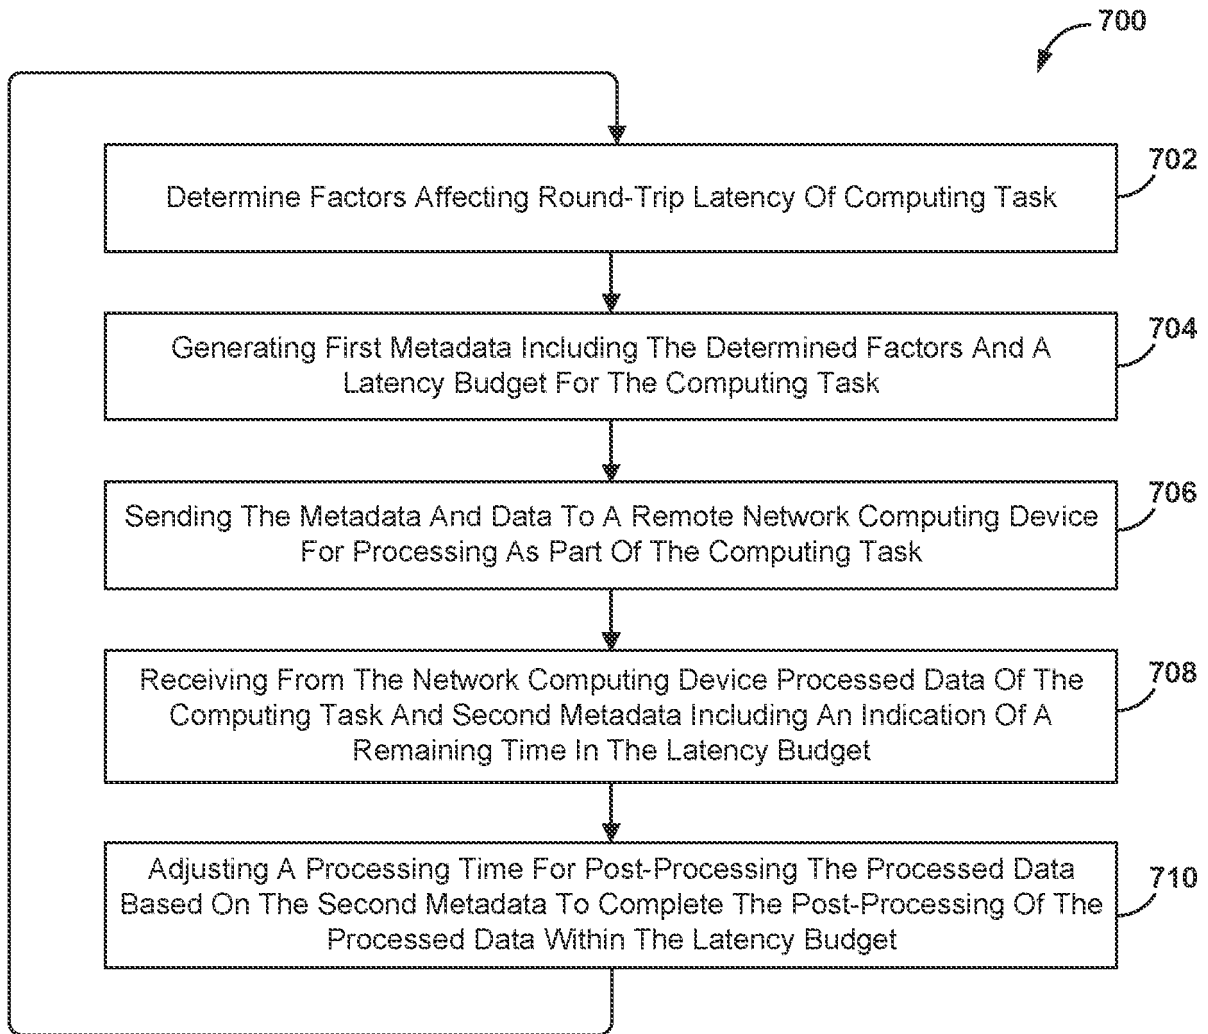 700
702
Determine Factors Affecting Round-Trip Latency Of Computing Task
704
Generating First Metadata Including The Determined Factors And A
Latency Budget For The Computing Task
706
Sending The Metadata And Data To A Remote Network Computing Device
For Processing As Part Of The Computing Task
708
Receiving From The Network Computing Device Processed Data Of The
Computing Task And Second Metadata Including An Indication Of A
Remaining Time In The Latency Budget
710
Adjusting A Processing Time For Post-Processing The Processed Data
Based On The Second Metadata To Complete The Post-Processing Of The
Processed Data Within The Latency Budget